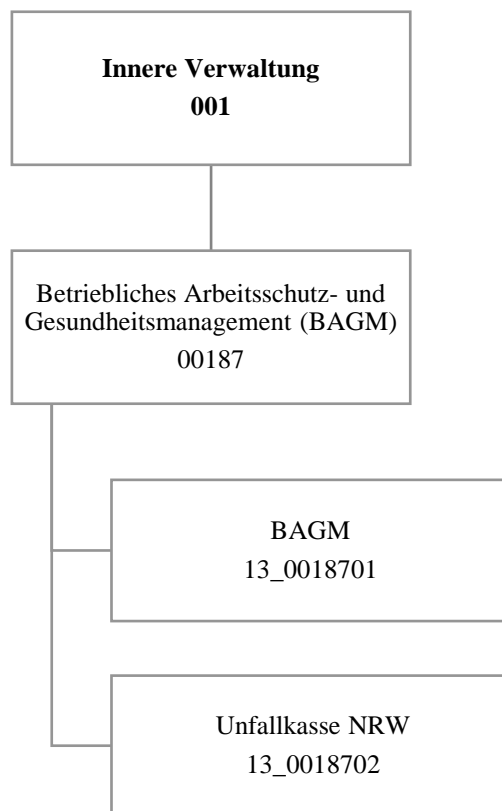 Innere Verwaltung
001
Betriebliches Arbeitsschutz- und
Gesundheitsmanagement (BAGM)
00187
BAGM
13_0018701
Unfallkasse NRW
13_0018702